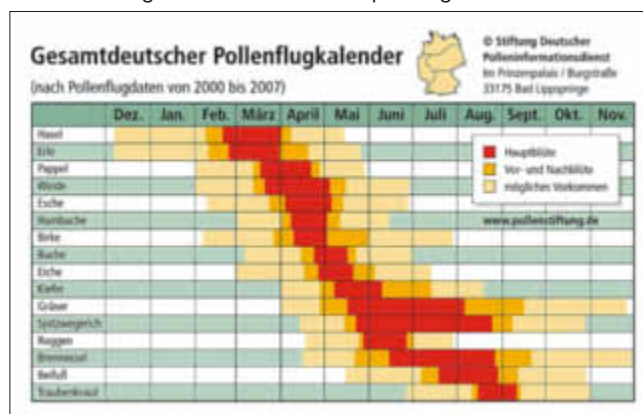 Gesamtdeutscher Pollenflugkalender
(nach Pollenflugdaten von 2000 bis 2007)
© Stiftung Deutscher
Polleninformationsdienst
Im Prinzenpalais / Burgstraße
33175 Bad Lippspringe
Dez. Jan. Feb. März April Mai Juni Juli Aug. Sept. Okt. Nov.
Hasel
Erle
Pappel
Weide
Esche
Hainbuche
Birke
Buche
Eiche
Kiefer
Gräser
Spitzwegerich
Roggen
Brennessel
Beifuß
Traubenkraut
Hauptblüte
Vor- und Nachblüte
mögliches Vorkommen
www.pollenstiftung.de